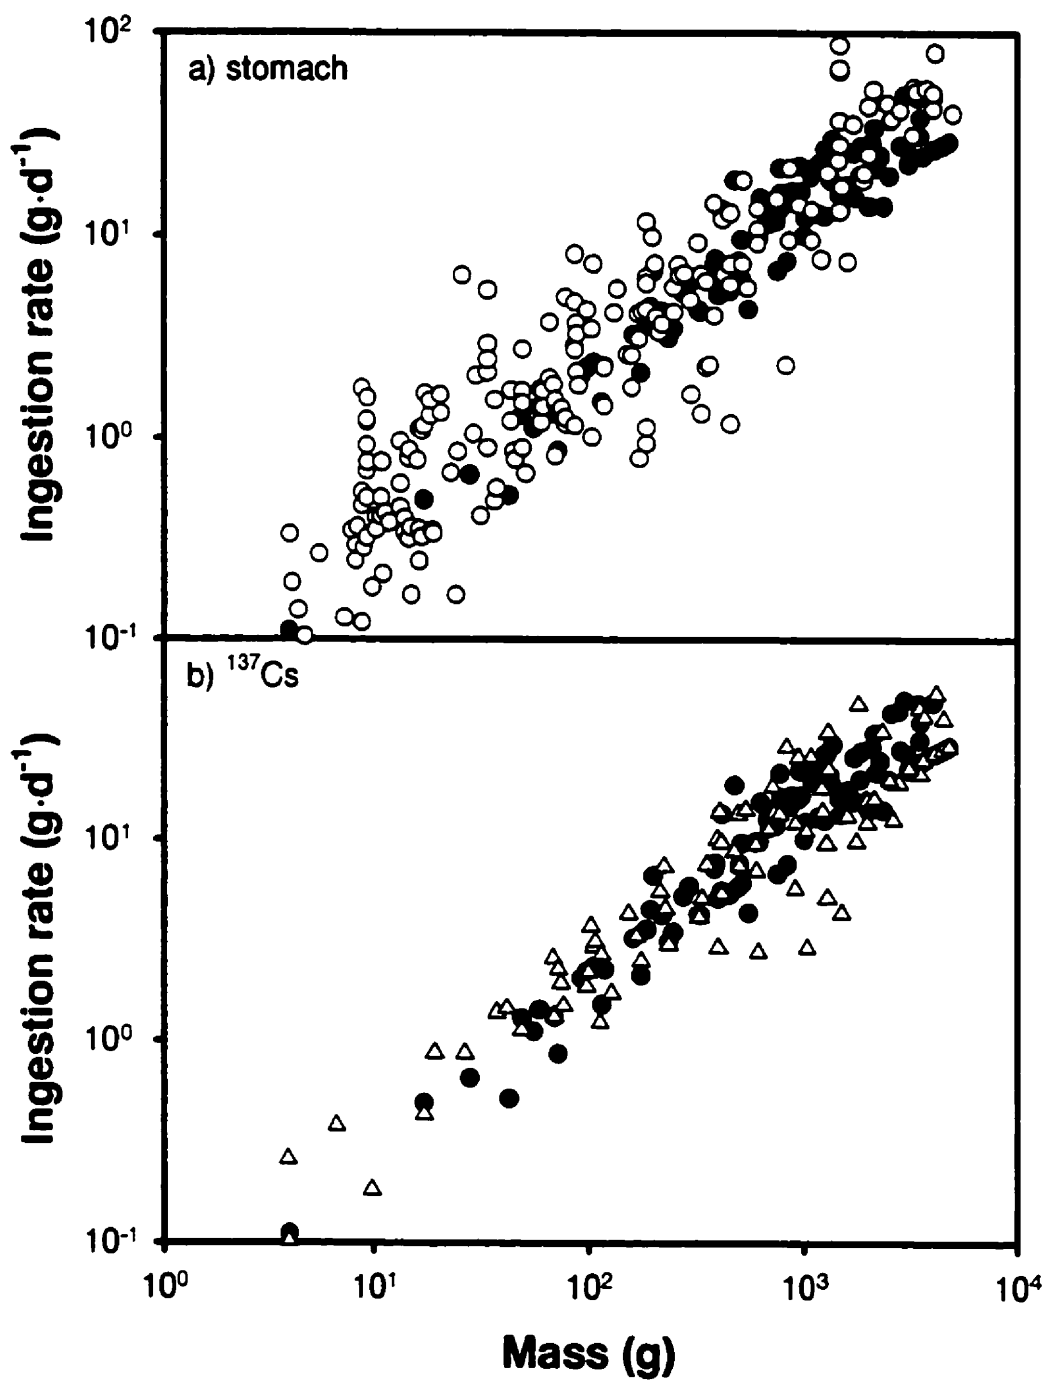 10²
a) stomach
10¹
Ingestion rate (g·d⁻¹)
10⁰
10⁻¹
b) ¹³⁷Cs
10¹
Ingestion rate (g·d⁻¹)
10⁰
10⁻¹
10⁰ 10¹ 10² 10³ 10⁴
Mass (g)